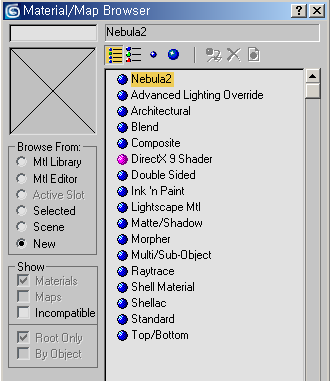 Material/Map Browser
Nebula2
Nebula2
Advanced Lighting Override
Architectural
Blend
Composite
DirectX 9 Shader
Double Sided
Ink 'n Paint
Lightscape Mtl
Matte/Shadow
Morpher
Multi/Sub-Object
Raytrace
Shell Material
Shellac
Standard
Top/Bottom
Browse From:
Mtl Library
Mtl Editor
Active Slot
Selected
Scene
New
Show
Materials
Maps
Incompatible
Root Only
By Object